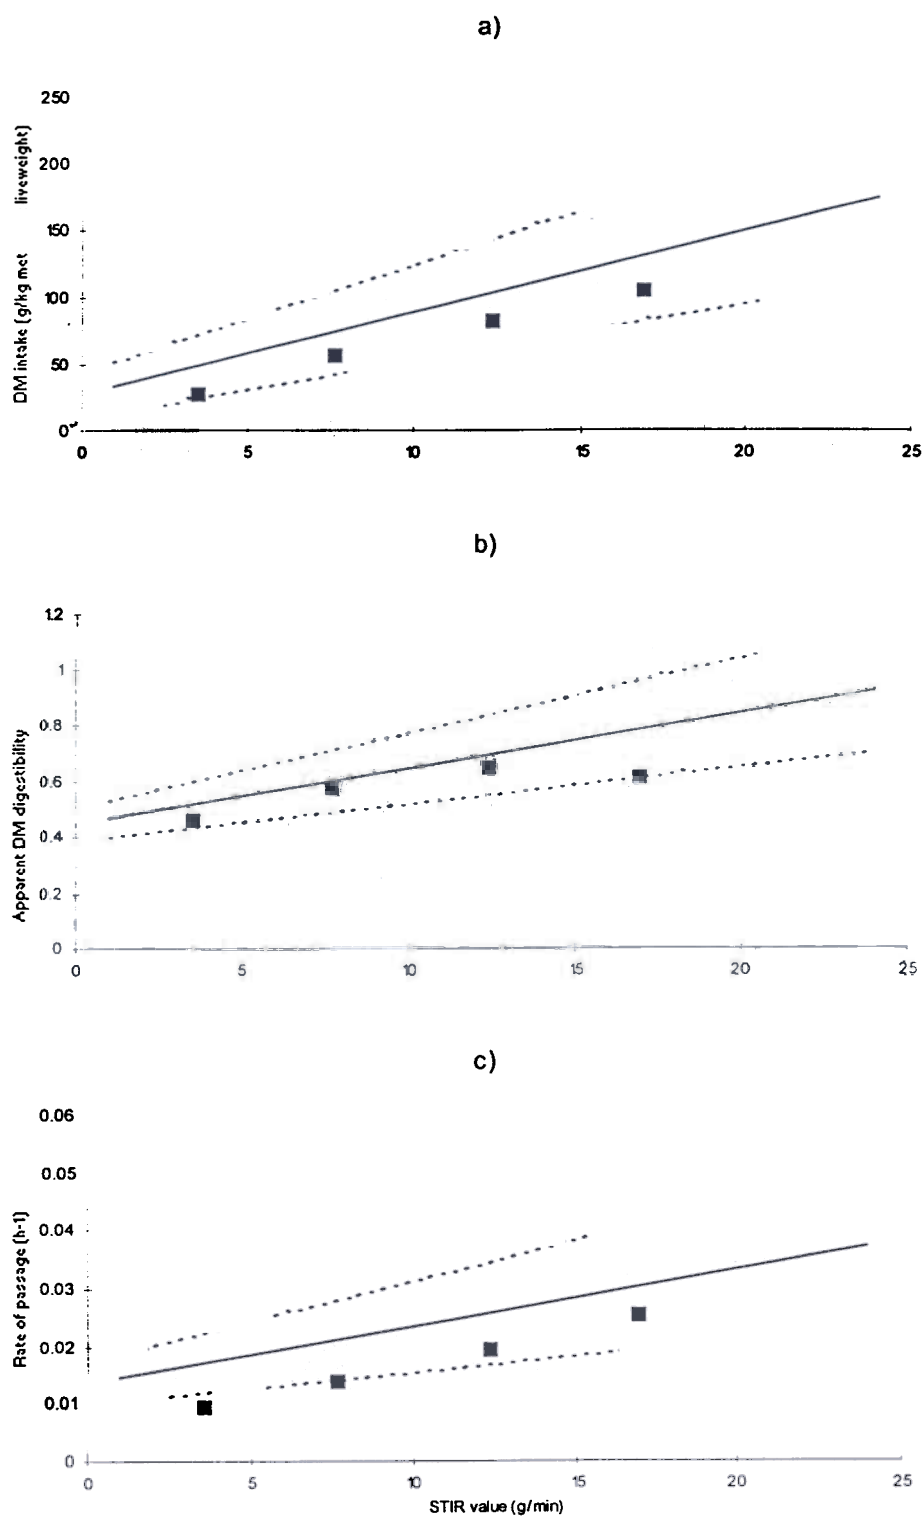 a)
250
200
150
100
50
0
DM intake (g/kg met liveweight)
0 5 10 15 20 25
b)
1.2
1
0.8
0.6
0.4
0.2
0
Apparent DM digestibility
0 5 10 15 20 25
c)
0.06
0.05
0.04
0.03
0.02
0.01
0
Rate of passage (h-1)
0 5 10 15 20 25
STIR value (g/min)